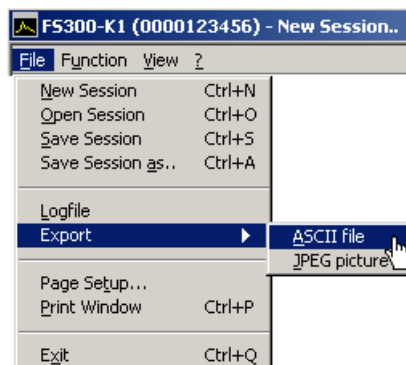 FS300-K1 (0000123456) - New Session..
File Function View ?
New Session Ctrl+N
Open Session Ctrl+O
Save Session Ctrl+S
Save Session as.. Ctrl+A
Logfile
Export
ASCII file
JPEG picture
Page Setup...
Print Window Ctrl+P
Exit Ctrl+Q